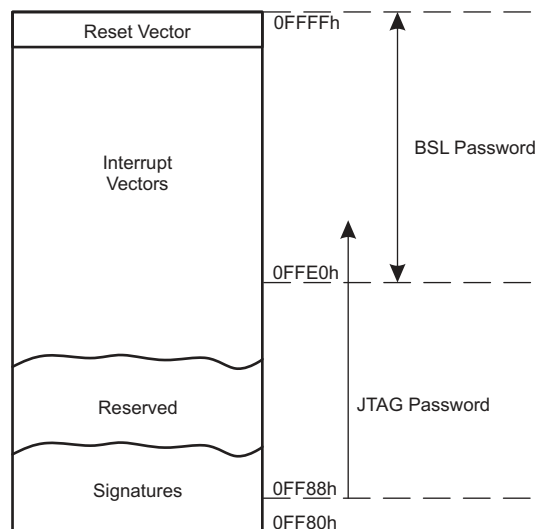 0FFFFh
Reset Vector
BSL Password
Interrupt
Vectors
0FFE0h
JTAG Password
Reserved
0FF88h
Signatures
0FF80h